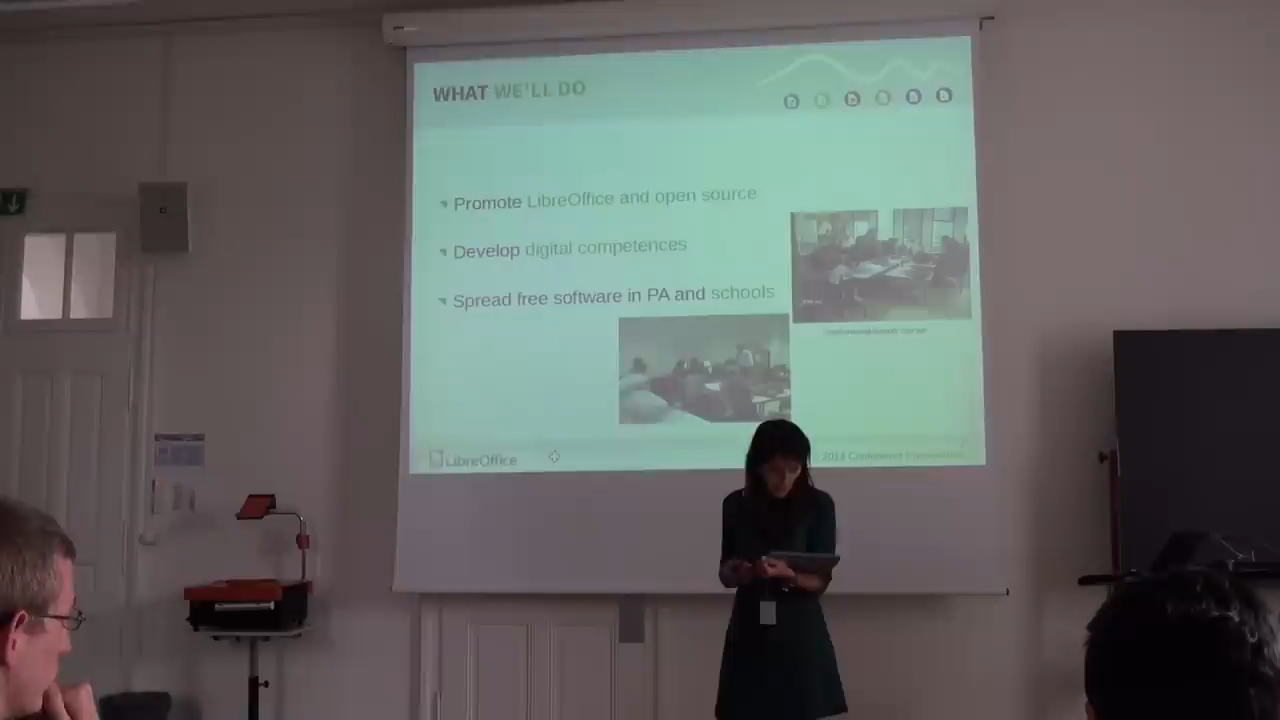 WHAT WE'LL DO
Promote LibreOffice and open source
Develop digital competences
Spread free software in PA and schools
LibreOffice